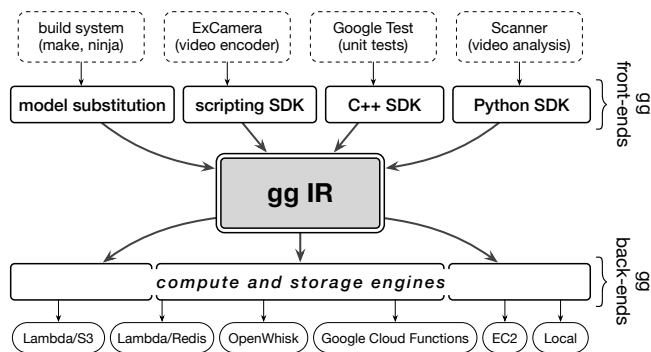 build system
(make, ninja)
ExCamera
(video encoder)
Google Test
(unit tests)
Scanner
(video analysis)
model substitution
scripting SDK
C++ SDK
Python SDK
gg
front-ends
gg IR
compute and storage engines
gg
back-ends
Lambda/S3
Lambda/Redis
OpenWhisk
Google Cloud Functions
EC2
Local